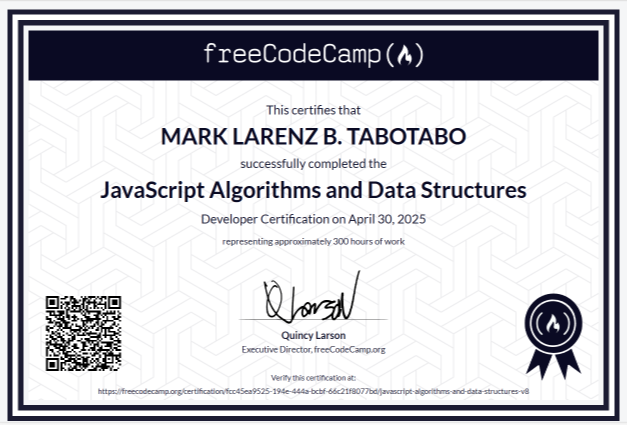 freeCodeCamp(🔥)
This certifies that
MARK LARENZ B. TABOTABO
successfully completed the
JavaScript Algorithms and Data Structures
Developer Certification on April 30, 2025
representing approximately 300 hours of work
Quincy Larson
Executive Director, freeCodeCamp.org
Verify this certification at:
https://freecodecamp.org/certification/fcc45ea9525-194e-444a-bcbf-66c21f8077bd/javascript-algorithms-and-data-structures-v8